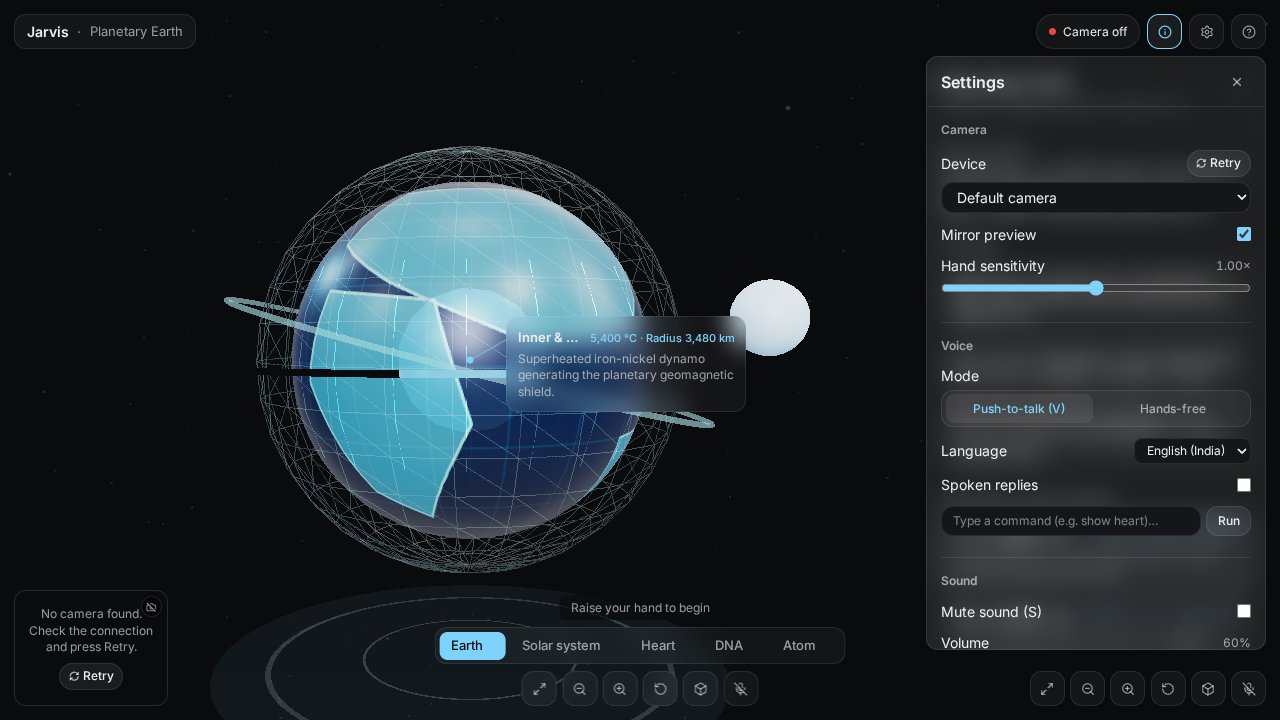 Jarvis · Planetary Earth
Camera off
Settings
Camera
Device
Retry
Default camera
Mirror preview
Hand sensitivity
1.00×
Voice
Mode
Push-to-talk (V)
Hands-free
Language
English (India)
Spoken replies
Type a command (e.g. show heart)...
Run
Sound
Mute sound (S)
Volume
60%
Inner & ...
5,400 °C · Radius 3,480 km
Superheated iron-nickel dynamo
generating the planetary geomagnetic
shield.
No camera found.
Check the connection
and press Retry.
Retry
Raise your hand to begin
Earth
Solar system
Heart
DNA
Atom